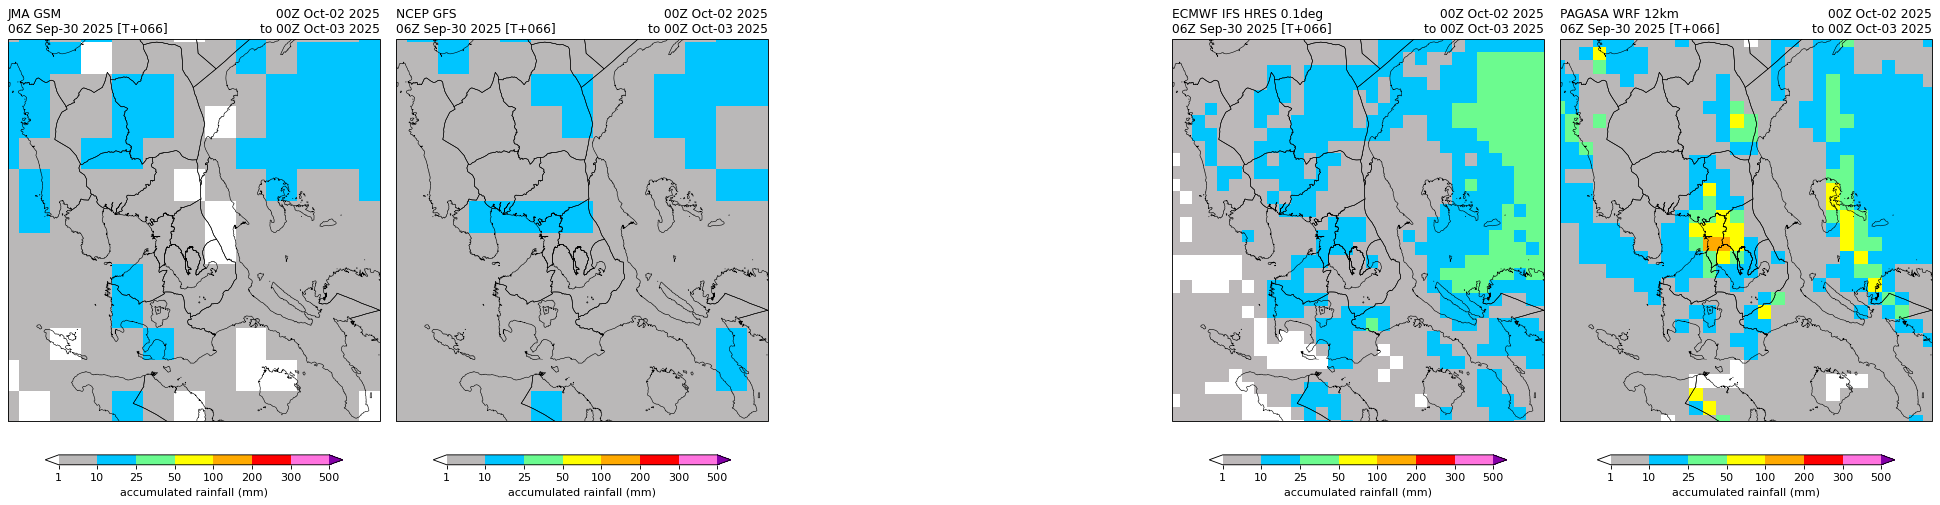 JMA GSM 00Z Oct-02 2025
06Z Sep-30 2025 [T+066] to 00Z Oct-03 2025
1 10 25 50 100 200 300 500
accumulated rainfall (mm)
NCEP GFS 00Z Oct-02 2025
06Z Sep-30 2025 [T+066] to 00Z Oct-03 2025
1 10 25 50 100 200 300 500
accumulated rainfall (mm)
ECMWF IFS HRES 0.1deg 00Z Oct-02 2025
06Z Sep-30 2025 [T+066] to 00Z Oct-03 2025
1 10 25 50 100 200 300 500
accumulated rainfall (mm)
PAGASA WRF 12km 00Z Oct-02 2025
06Z Sep-30 2025 [T+066] to 00Z Oct-03 2025
1 10 25 50 100 200 300 500
accumulated rainfall (mm)